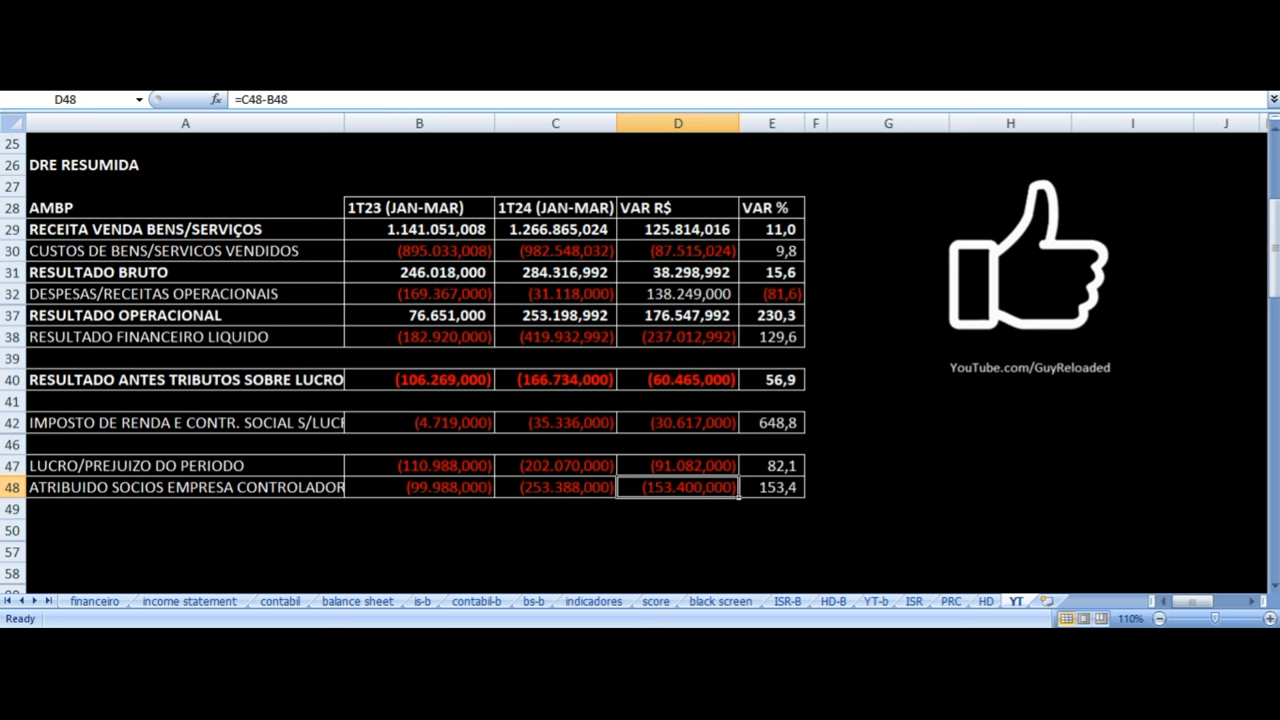 D48 fx =C48-B48
A B C D E F G H I J
25
26 DRE RESUMIDA
27
28 AMBP 1T23 (JAN-MAR) 1T24 (JAN-MAR) VAR R$ VAR %
29 RECEITA VENDA BENS/SERVIÇOS 1.141.051,008 1.266.865,024 125.814,016 11,0
30 CUSTOS DE BENS/SERVICOS VENDIDOS (895.033,008) (982.548,032) (87.515,024) 9,8
31 RESULTADO BRUTO 246.018,000 284.316,992 38.298,992 15,6
32 DESPESAS/RECEITAS OPERACIONAIS (169.367,000) (31.118,000) 138.249,000 (81,6)
37 RESULTADO OPERACIONAL 76.651,000 253.198,992 176.547,992 230,3
38 RESULTADO FINANCEIRO LIQUIDO (182.920,000) (419.932,992) (237.012,992) 129,6
39
40 RESULTADO ANTES TRIBUTOS SOBRE LUCRO (106.269,000) (166.734,000) (60.465,000) 56,9
41
42 IMPOSTO DE RENDA E CONTR. SOCIAL S/LUCR (4.719,000) (35.336,000) (30.617,000) 648,8
46
47 LUCRO/PREJUIZO DO PERIODO (110.988,000) (202.070,000) (91.082,000) 82,1
48 ATRIBUIDO SOCIOS EMPRESA CONTROLADOR (99.988,000) (253.388,000) (153.400,000) 153,4
49
50
57
58
YouTube.com/GuyReloaded
financeiro income statement contabil balance sheet is-b contabil-b bs-b indicadores score black screen ISR-B HD-B YT-b ISR PRC HD YT
Ready 110%